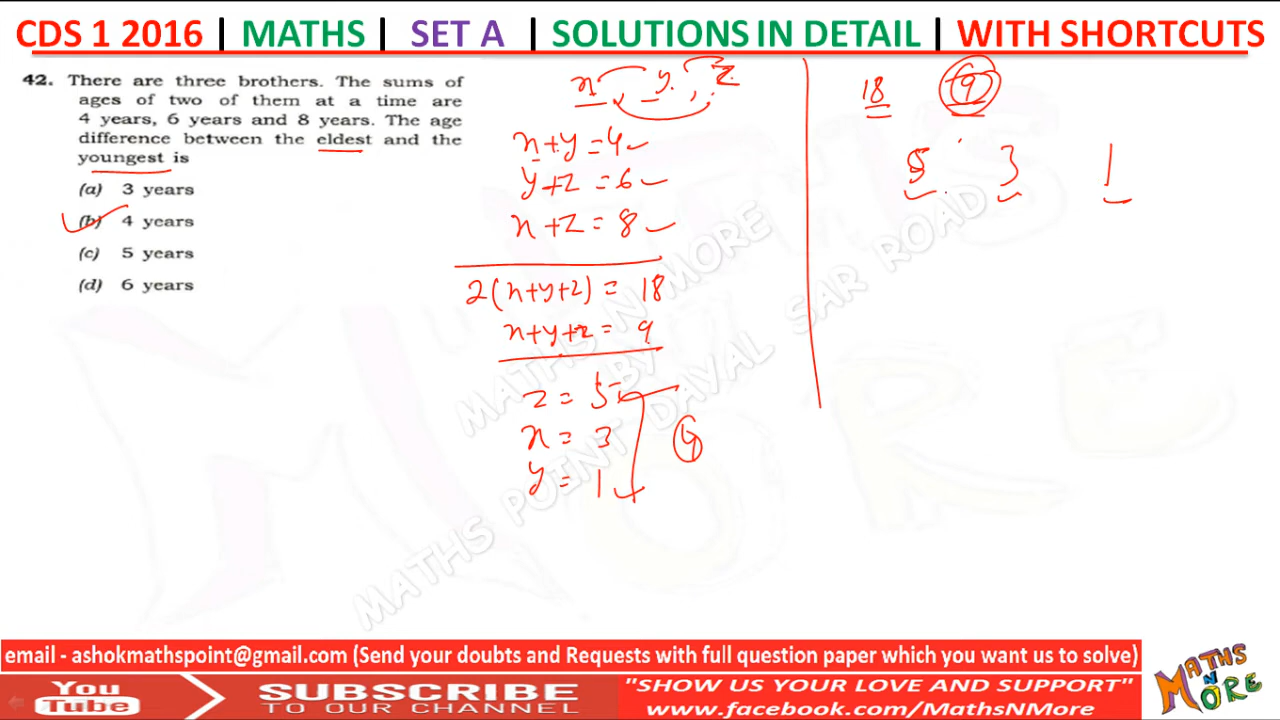 CDS 1 2016 | MATHS | SET A | SOLUTIONS IN DETAIL | WITH SHORTCUTS
42. There are three brothers. The sums of
ages of two of them at a time are
4 years, 6 years and 8 years. The age
difference between the eldest and the
youngest is
(a) 3 years
(b) 4 years
(c) 5 years
(d) 6 years
x y , z
x+y = 4
y+z = 6
x+z = 8
2(x+y+z) = 18
x+y+z = 9
z = 5
x = 3
y = 1
4
18 9
5 3 1
MATHS N MORE
BY
MATHS POINT DAYAL SAR ROAD
email - ashokmathspoint@gmail.com (Send your doubts and Requests with full question paper which you want us to solve)
You
Tube
SUBSCRIBE
TO OUR CHANNEL
"SHOW US YOUR LOVE AND SUPPORT"
www.facebook.com/MathsNMore
MATHS
N
MORE